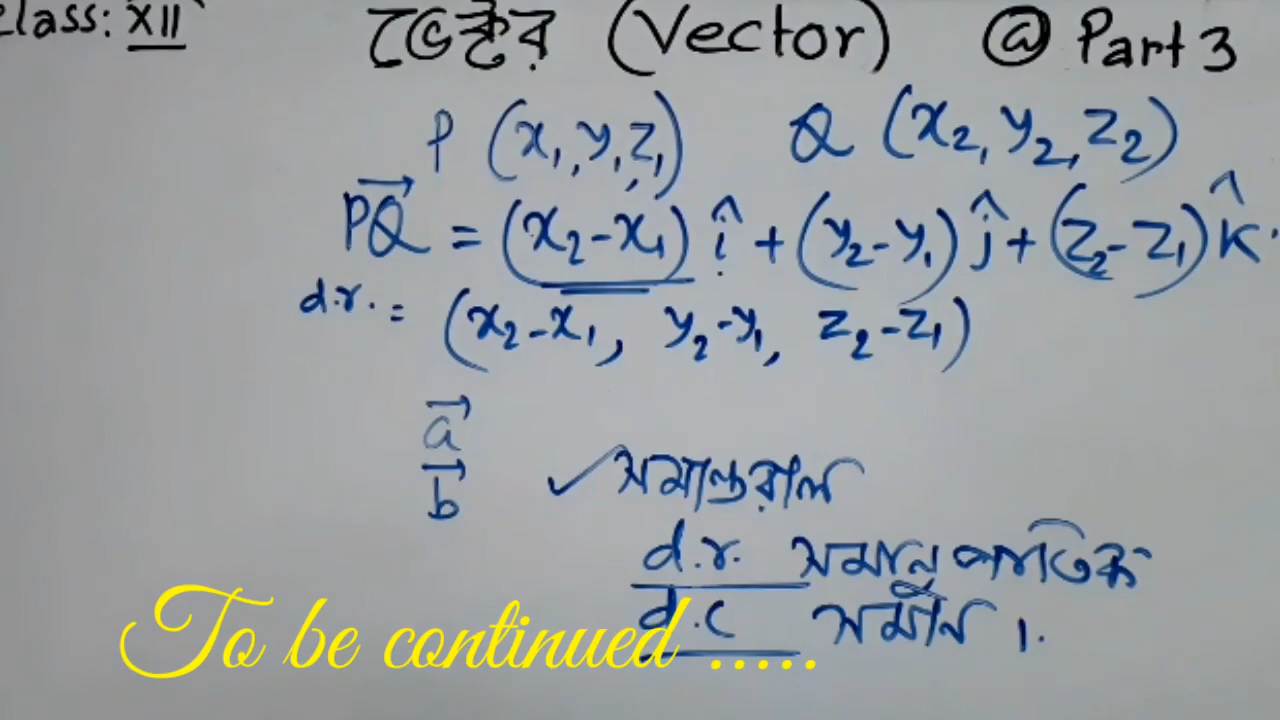 Class: XII
ভেক্টর (Vector) @ Part 3
P (x₁, y₁, z₁) Q (x₂, y₂, z₂)
P⃗Q⃗ = (x₂-x₁) î + (y₂-y₁) ĵ + (z₂-z₁) k̂.
d.r. = (x₂-x₁, y₂-y₁, z₂-z₁)
a⃗
b⃗ ✓ সমান্তরাল
d.r. সমানুপাতিক
d.c সমান।
To be continued .....